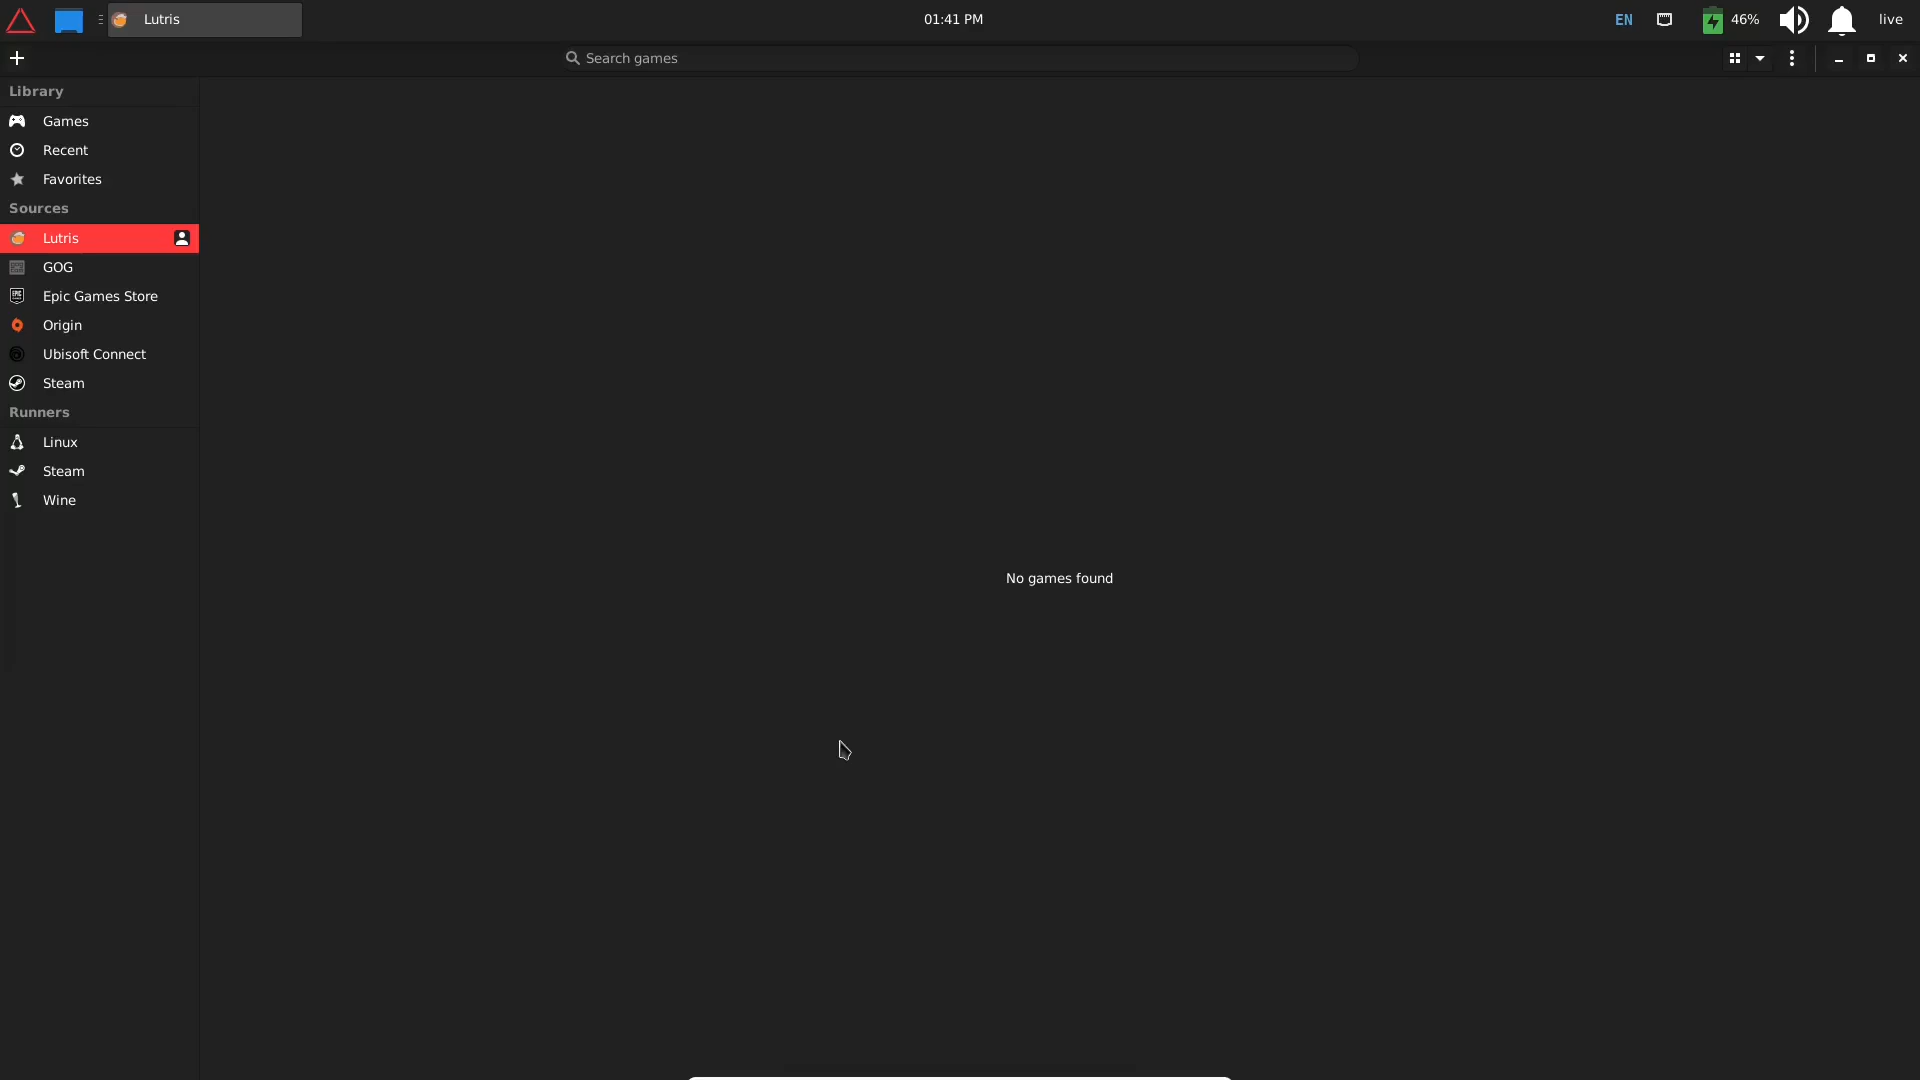 Lutris
01:41 PM
EN
46%
live
Search games
Library
Games
Recent
Favorites
Sources
Lutris
GOG
Epic Games Store
Origin
Ubisoft Connect
Steam
Runners
Linux
Steam
Wine
No games found